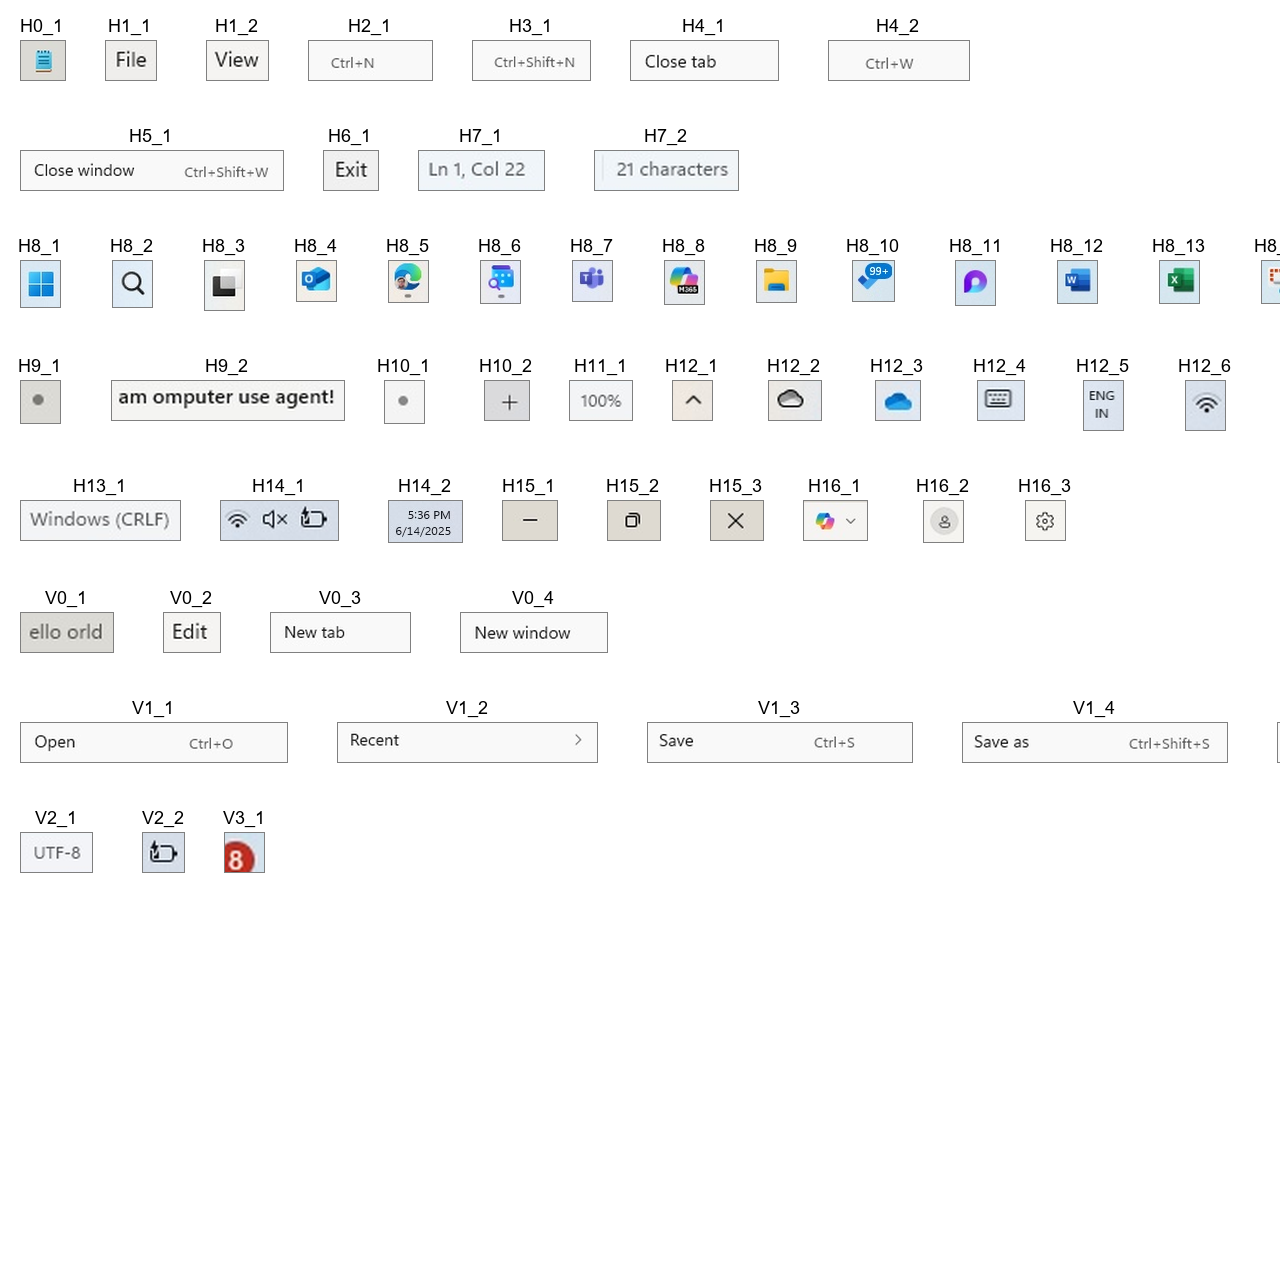 H0_1 H1_1 H1_2 H2_1 H3_1 H4_1 H4_2
File View Ctrl+N Ctrl+Shift+N Close tab Ctrl+W
H5_1 H6_1 H7_1 H7_2
Close window Ctrl+Shift+W Exit Ln 1, Col 22 21 characters
H8_1 H8_2 H8_3 H8_4 H8_5 H8_6 H8_7 H8_8 H8_9 H8_10 H8_11 H8_12 H8_13 H8_
M365 99+ W X
H9_1 H9_2 H10_1 H10_2 H11_1 H12_1 H12_2 H12_3 H12_4 H12_5 H12_6
am omputer use agent! 100% ENG
IN
H13_1 H14_1 H14_2 H15_1 H15_2 H15_3 H16_1 H16_2 H16_3
Windows (CRLF) 5:36 PM
6/14/2025
V0_1 V0_2 V0_3 V0_4
ello orld Edit New tab New window
V1_1 V1_2 V1_3 V1_4
Open Ctrl+O Recent Save Ctrl+S Save as Ctrl+Shift+S
V2_1 V2_2 V3_1
UTF-8 8